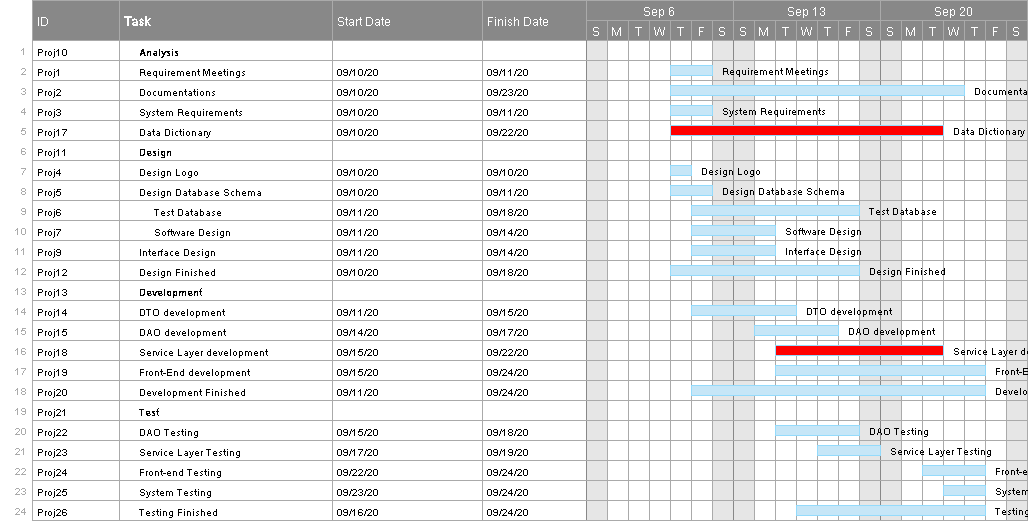 ID Task Start Date Finish Date Sep 6 Sep 13 Sep 20
S M T W T F S S M T W T F S S M T W T F S
1 Proj10 Analysis
2 Proj1 Requirement Meetings 09/10/20 09/11/20 Requirement Meetings
3 Proj2 Documentations 09/10/20 09/23/20 Documenta
4 Proj3 System Requirements 09/10/20 09/11/20 System Requirements
5 Proj17 Data Dictionary 09/10/20 09/22/20 Data Dictionary
6 Proj11 Design
7 Proj4 Design Logo 09/10/20 09/10/20 Design Logo
8 Proj5 Design Database Schema 09/10/20 09/11/20 Design Database Schema
9 Proj6 Test Database 09/11/20 09/18/20 Test Database
10 Proj7 Software Design 09/11/20 09/14/20 Software Design
11 Proj9 Interface Design 09/11/20 09/14/20 Interface Design
12 Proj12 Design Finished 09/10/20 09/18/20 Design Finished
13 Proj13 Development
14 Proj14 DTO development 09/11/20 09/15/20 DTO development
15 Proj15 DAO development 09/14/20 09/17/20 DAO development
16 Proj18 Service Layer development 09/15/20 09/22/20 Service Layer de
17 Proj19 Front-End development 09/15/20 09/24/20 Front-E
18 Proj20 Development Finished 09/11/20 09/24/20 Develo
19 Proj21 Test
20 Proj22 DAO Testing 09/15/20 09/18/20 DAO Testing
21 Proj23 Service Layer Testing 09/17/20 09/19/20 Service Layer Testing
22 Proj24 Front-end Testing 09/22/20 09/24/20 Front-e
23 Proj25 System Testing 09/23/20 09/24/20 System
24 Proj26 Testing Finished 09/16/20 09/24/20 Testing